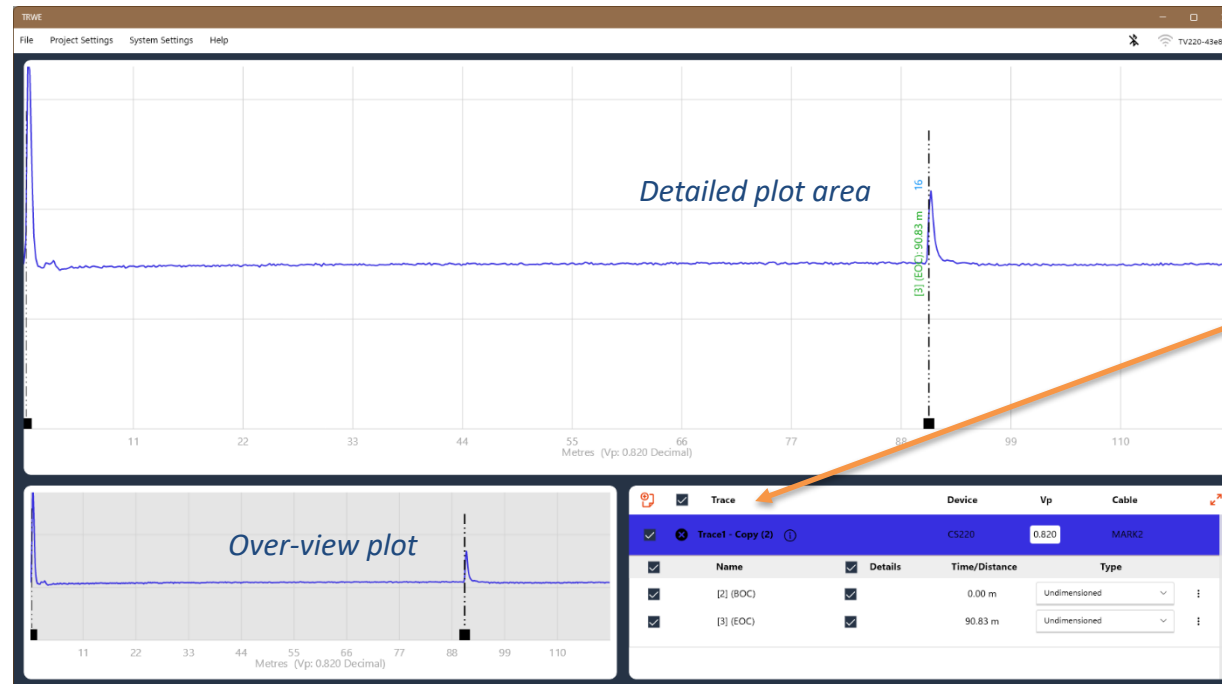 TRWE
File Project Settings System Settings Help
TV220-43e8
Detailed plot area
16
[3] (EOC): 90.83 m
11 22 33 44 55 66 77 88 99 110
Metres (Vp: 0.820 Decimal)
Over-view plot
11 22 33 44 55 66 77 88 99 110
Metres (Vp: 0.820 Decimal)
Trace Device Vp Cable
Trace1 - Copy (2) CS220 0.820 MARK2
Name Details Time/Distance Type
[2] (BOC) 0.00 m Undimensioned
[3] (EOC) 90.83 m Undimensioned